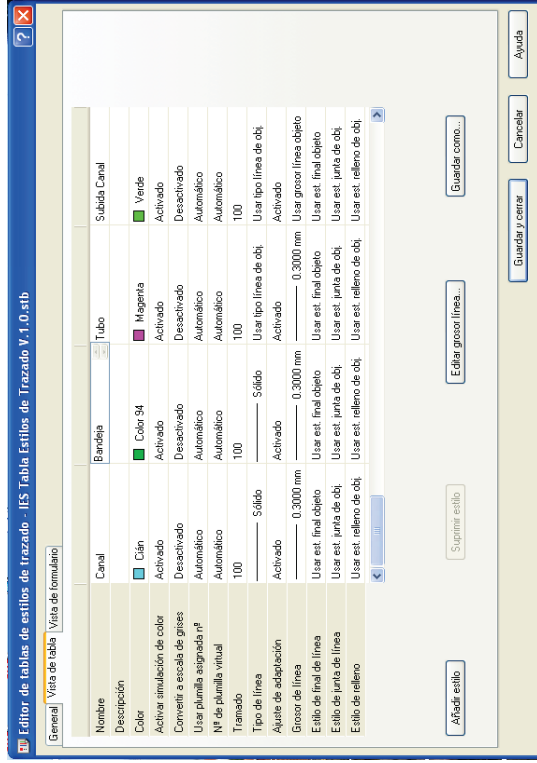 Editor de tablas de estilos de trazado - IES Tabla Estilos de Trazado V.1.0.stb
General Vista de tabla Vista de formulario
Nombre Canal Bandeja Tubo Subida Canal
Descripción
Color Cián Color 94 Magenta Verde
Activar simulación de color Activado Activado Activado Activado
Convertir a escala de grises Desactivado Desactivado Desactivado Desactivado
Usar plumilla asignada nº Automático Automático Automático Automático
Nº de plumilla virtual Automático Automático Automático Automático
Tramado 100 100 100 100
Tipo de línea Sólido Sólido Usar tipo línea de obj. Usar tipo línea de obj.
Ajuste de adaptación Activado Activado Activado Activado
Grosor de línea 0.3000 mm 0.3000 mm 0.3000 mm Usar grosor línea objeto
Estilo de final de línea Usar est. final objeto Usar est. final objeto Usar est. final objeto Usar est. final objeto
Estilo de junta de línea Usar est. junta de obj. Usar est. junta de obj. Usar est. junta de obj. Usar est. junta de obj.
Estilo de relleno Usar est. relleno de obj. Usar est. relleno de obj. Usar est. relleno de obj. Usar est. relleno de obj.
Añadir estilo Suprimir estilo Editar grosor línea... Guardar como...
Guardar y cerrar Cancelar Ayuda